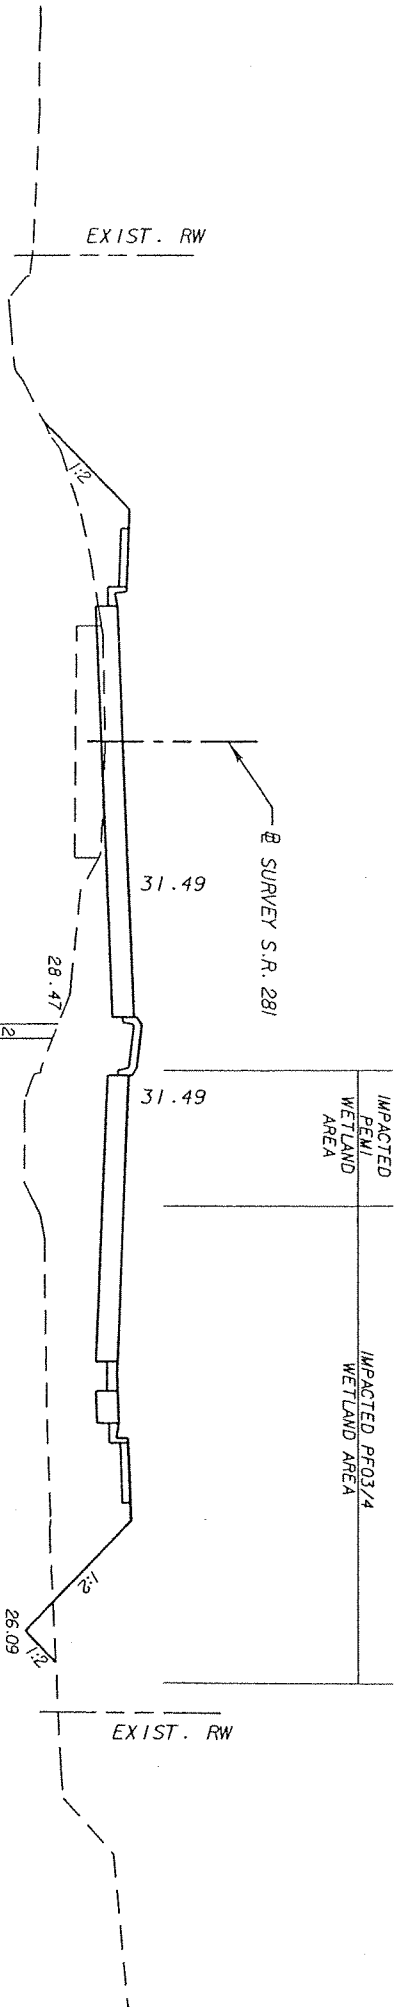 EXIST. RW
1:2
℄ SURVEY S.R. 281
31.49
28.47
2
31.49
IMPACTED
PEM1
WETLAND
AREA
IMPACTED PFO3/4
WETLAND AREA
1:2
1:2
26.09
EXIST. RW